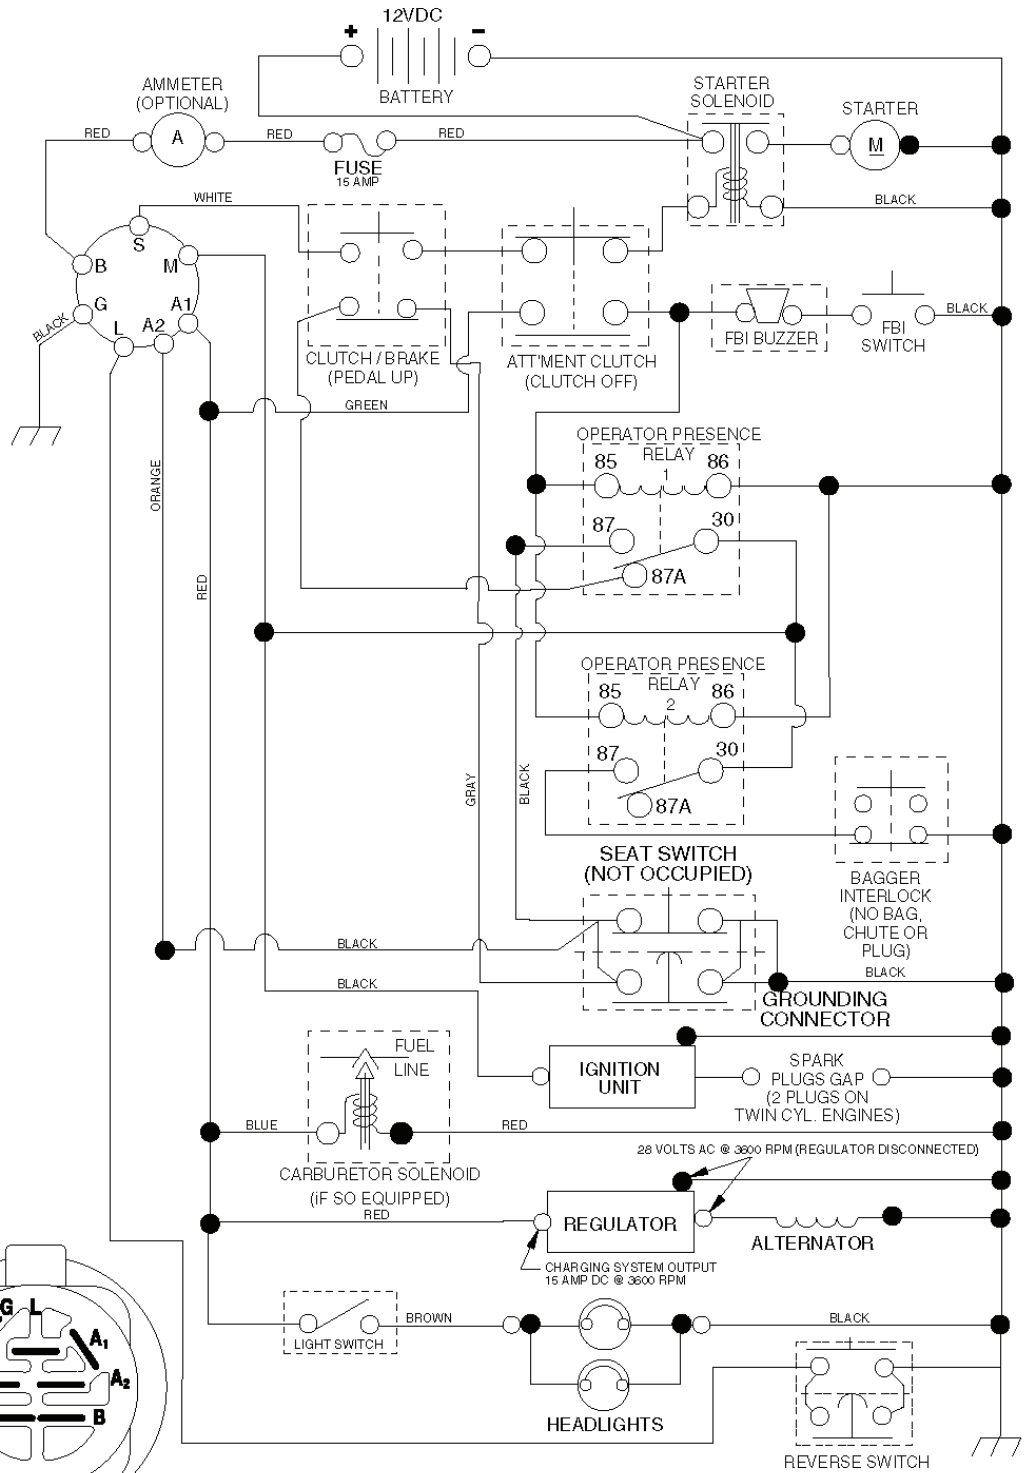 12VDC
+
-
BATTERY
AMMETER
(OPTIONAL)
A
RED
RED
RED
FUSE
15 AMP
STARTER
SOLENOID
STARTER
M
BLACK
WHITE
S
B
M
G
A1
L
A2
BLACK
CLUTCH / BRAKE
(PEDAL UP)
ATT'MENT CLUTCH
(CLUTCH OFF)
FBI BUZZER
FBI
SWITCH
BLACK
GREEN
ORANGE
RED
OPERATOR PRESENCE
RELAY
1
85
86
87
30
87A
OPERATOR PRESENCE
RELAY
2
85
86
87
30
87A
GRAY
BLACK
SEAT SWITCH
(NOT OCCUPIED)
BAGGER
INTERLOCK
(NO BAG,
CHUTE OR
PLUG)
BLACK
BLACK
BLACK
GROUNDING
CONNECTOR
FUEL
LINE
IGNITION
UNIT
SPARK
PLUGS GAP
(2 PLUGS ON
TWIN CYL. ENGINES)
BLUE
RED
CARBURETOR SOLENOID
(iF SO EQUIPPED)
28 VOLTS AC @ 3600 RPM (REGULATOR DISCONNECTED)
RED
REGULATOR
ALTERNATOR
CHARGING SYSTEM OUTPUT
15 AMP DC @ 3600 RPM
LIGHT SWITCH
BROWN
BLACK
HEADLIGHTS
REVERSE SWITCH
G
L
A1
A2
B